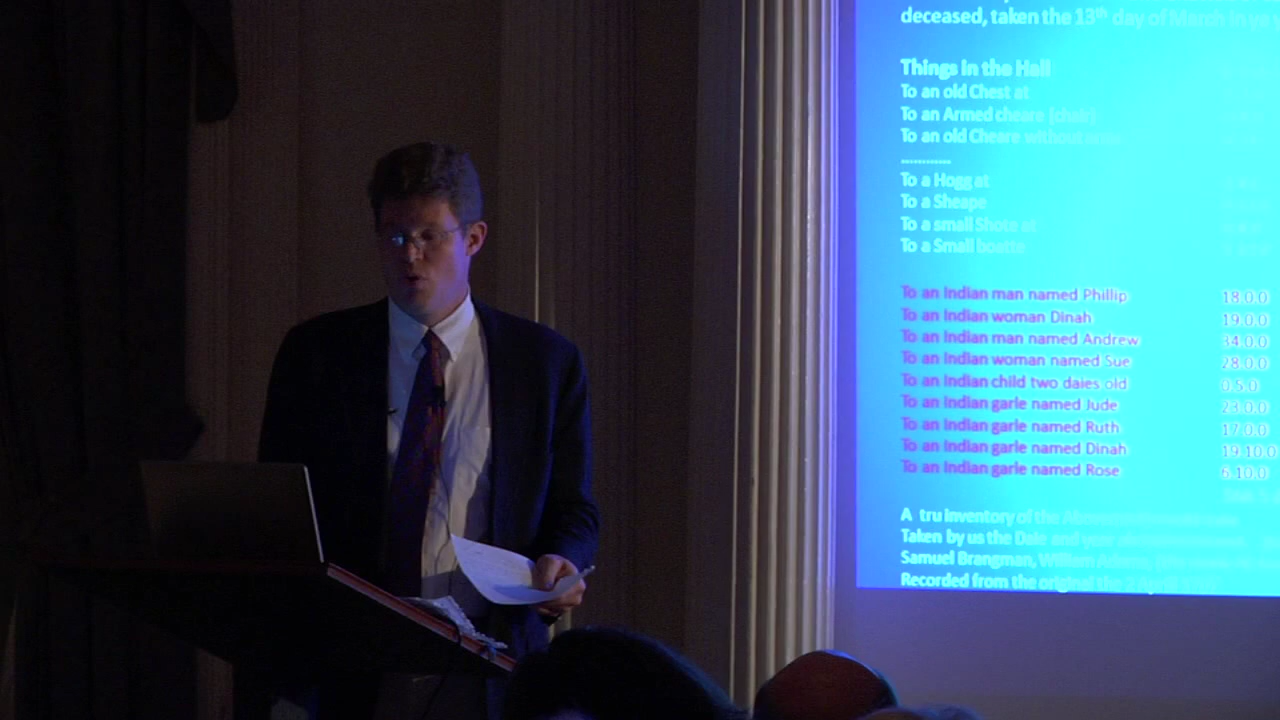 deceased, taken the 13th day of March in ya
Things in the Hall
To an old Chest at
To an Armed cheare (chair)
To an old Cheare without arms
............
To a Hogg at
To a Sheape
To a small Shote at
To a Small boatte
To an Indian man named Phillip 18.0.0
To an Indian woman Dinah 19.0.0
To an Indian man named Andrew 34.0.0
To an Indian woman named Sue 28.0.0
To an Indian child two daies old 0.5.0
To an Indian garle named Jude 23.0.0
To an Indian garle named Ruth 17.0.0
To an Indian garle named Dinah 19.10.0
To an Indian garle named Rose 6.10.0
A tru inventory of the
Taken by us the Date and year
Samuel Brangman, William Adams,
Recorded from the original the